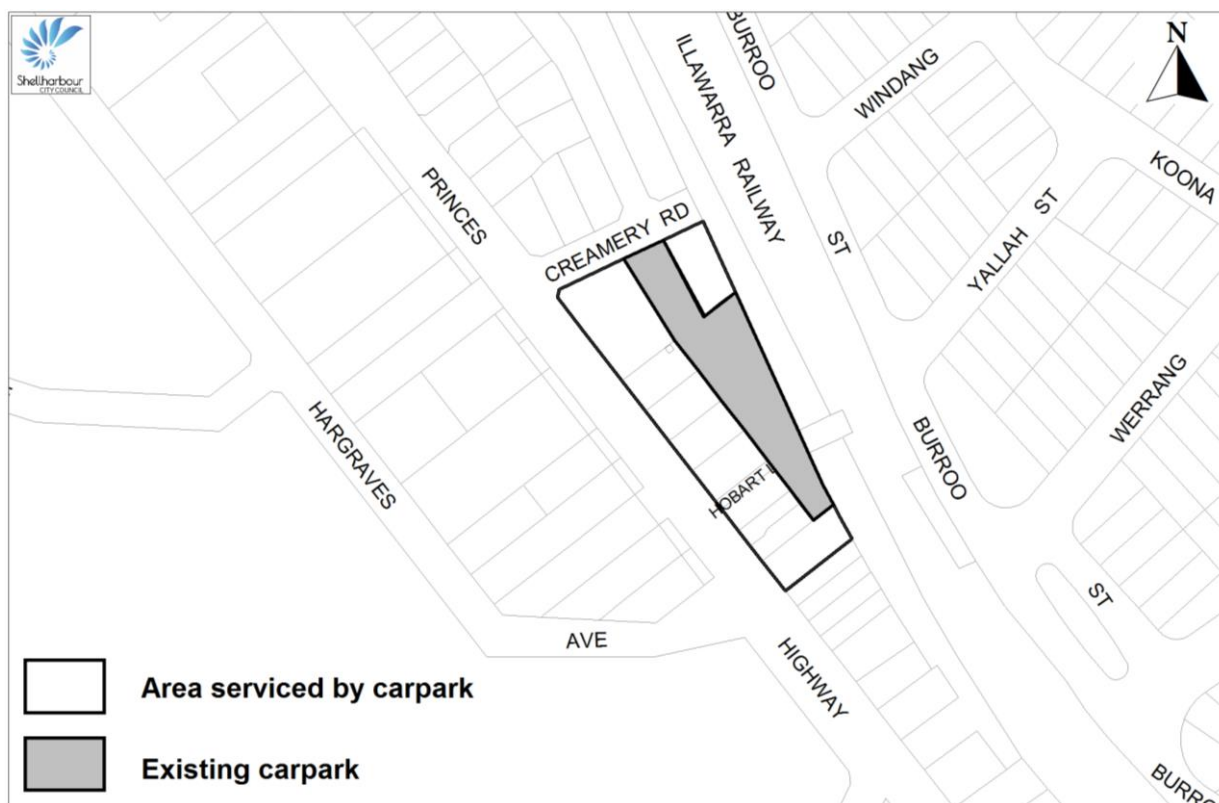 Shellharbour
CITY COUNCIL
BURROO
ILLAWARRA RAILWAY
WINDANG
N
KOONA
PRINCES
CREAMERY RD
ST
YALLAH ST
HARGRAVES
WERRANG
BURROO
HOBART L
ST
AVE
HIGHWAY
Area serviced by carpark
Existing carpark